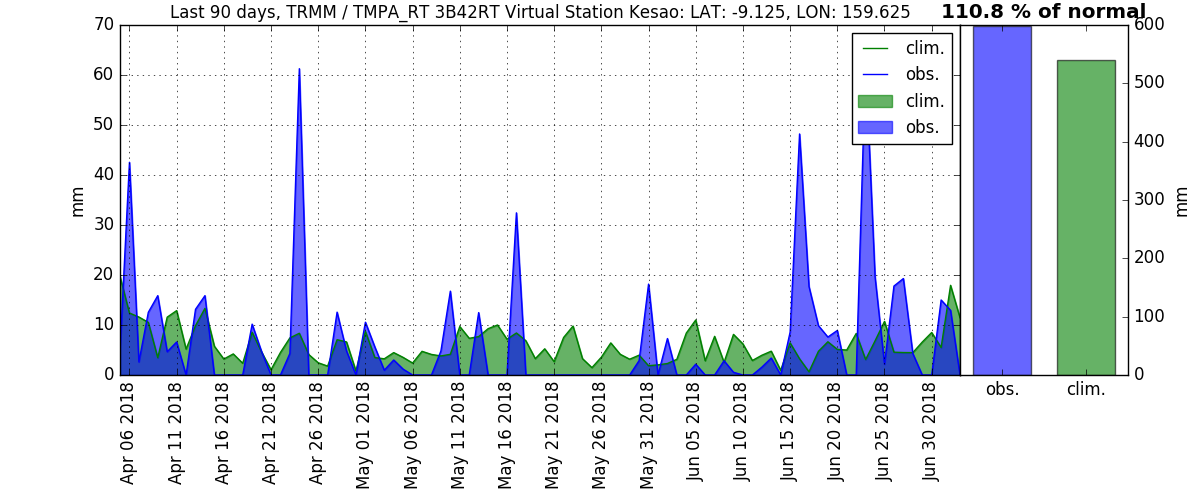 Last 90 days, TRMM / TMPA_RT 3B42RT Virtual Station Kesao: LAT: -9.125, LON: 159.625
110.8 % of normal
70
60
50
40
30
20
10
0
mm
clim.
obs.
clim.
obs.
Apr 06 2018
Apr 11 2018
Apr 16 2018
Apr 21 2018
Apr 26 2018
May 01 2018
May 06 2018
May 11 2018
May 16 2018
May 21 2018
May 26 2018
May 31 2018
Jun 05 2018
Jun 10 2018
Jun 15 2018
Jun 20 2018
Jun 25 2018
Jun 30 2018
600
500
400
300
200
100
0
mm
obs.
clim.